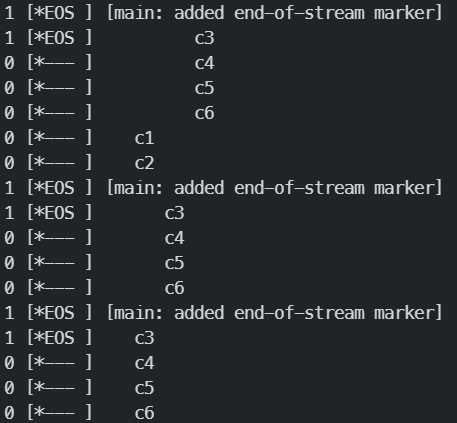 1 [*EOS ] [main: added end-of-stream marker]
1 [*EOS ]          c3
0 [*--- ]          c4
0 [*--- ]          c5
0 [*--- ]          c6
0 [*--- ]    c1
0 [*--- ]    c2
1 [*EOS ] [main: added end-of-stream marker]
1 [*EOS ]       c3
0 [*--- ]       c4
0 [*--- ]       c5
0 [*--- ]       c6
1 [*EOS ] [main: added end-of-stream marker]
1 [*EOS ]    c3
0 [*--- ]    c4
0 [*--- ]    c5
0 [*--- ]    c6